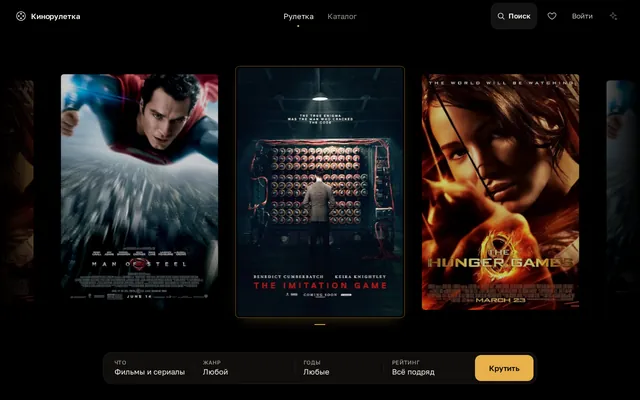 Кинорулетка
Рулетка
Каталог
Поиск
Войти
THE TRUE ENIGMA
WAS THE MAN WHO CRACKED
THE CODE
THE WORLD WILL BE WATCHING
MAN OF STEEL
JUNE 14
BENEDICT CUMBERBATCH KEIRA KNIGHTLEY
THE IMITATION GAME
COMING SOON
THE
HUNGER GAMES
MARCH 23
ЧТО
Фильмы и сериалы
ЖАНР
Любой
ГОДЫ
Любые
РЕЙТИНГ
Всё подряд
Крутить